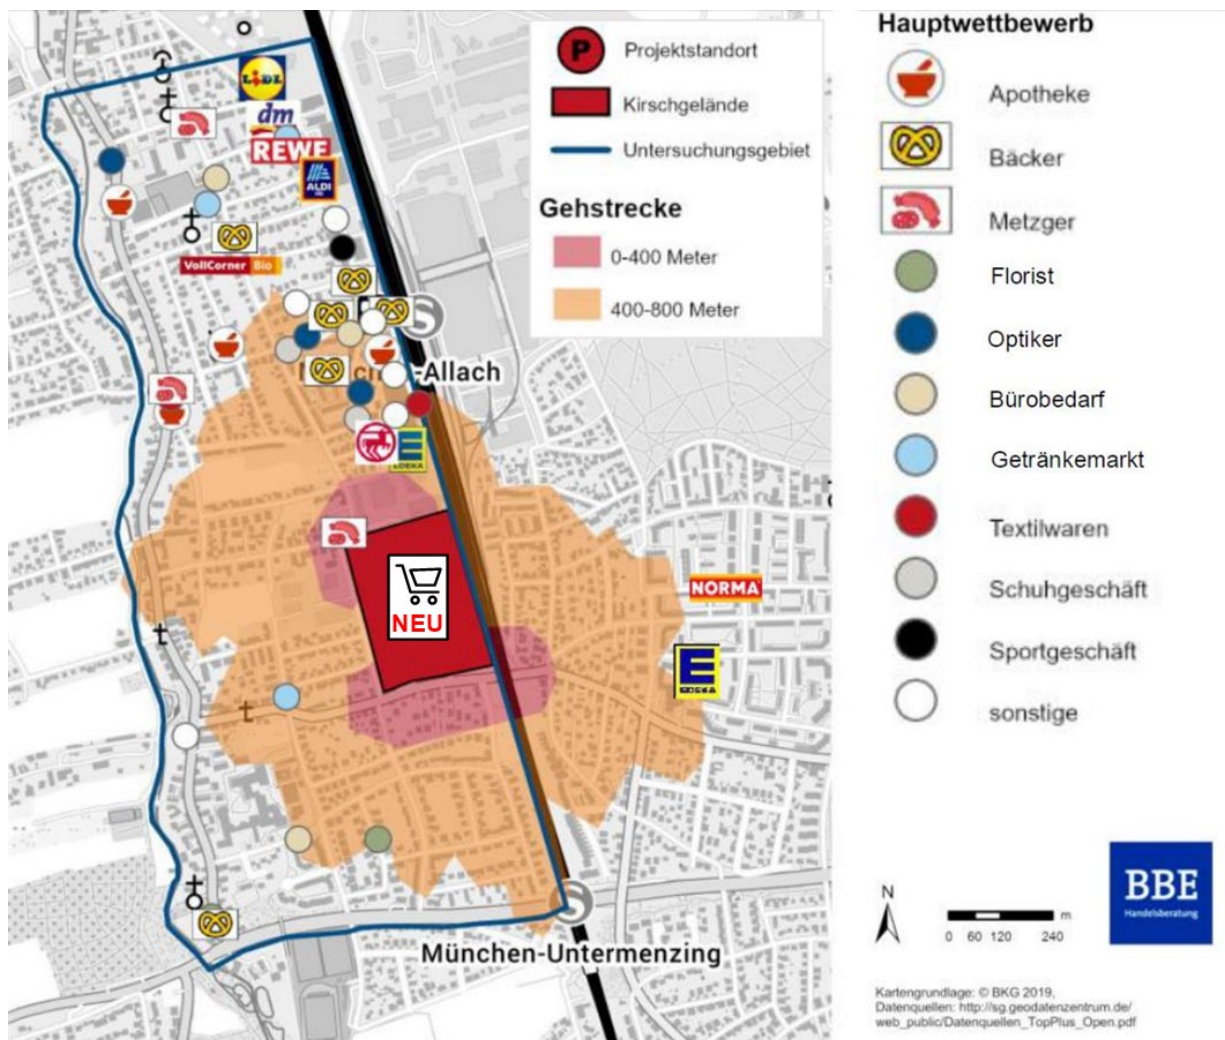 P Projektstandort
Kirschgelände
Untersuchungsgebiet
Gehstrecke
0-400 Meter
400-800 Meter
LIDL
dm
REWE
ALDI
VollCorner Bio
S
-Allach
EDEKA
NEU
NORMA
E
EDEKA
S
München-Untermenzing
Hauptwettbewerb
Apotheke
Bäcker
Metzger
Florist
Optiker
Bürobedarf
Getränkemarkt
Textilwaren
Schuhgeschäft
Sportgeschäft
sonstige
N
m
0 60 120 240
BBE
Handelsberatung
Kartengrundlage: © BKG 2019,
Datenquellen: http://sg.geodatenzentrum.de/
web_public/Datenquellen_TopPlus_Open.pdf